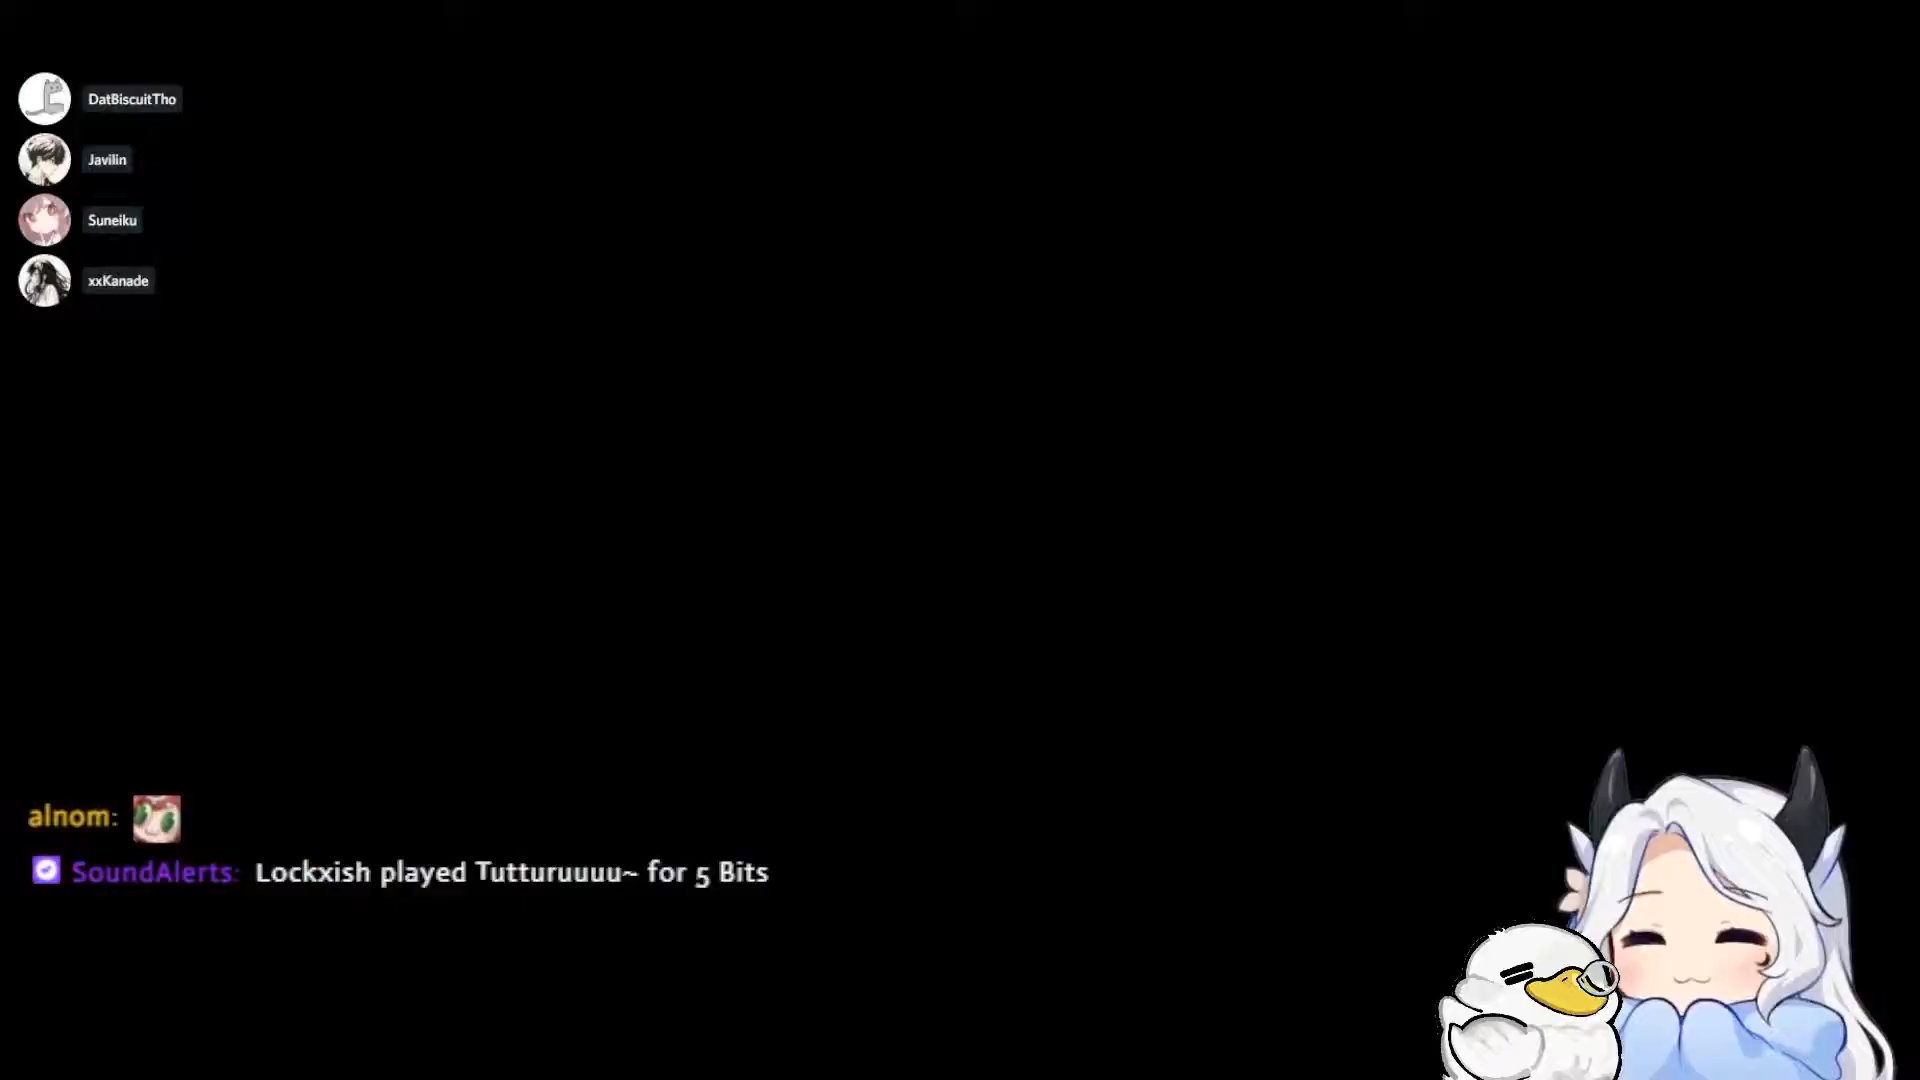 DatBiscuitTho
Javilin
Suneiku
xxKanade
alnom:
SoundAlerts: Lockxish played Tutturuuuu~ for 5 Bits